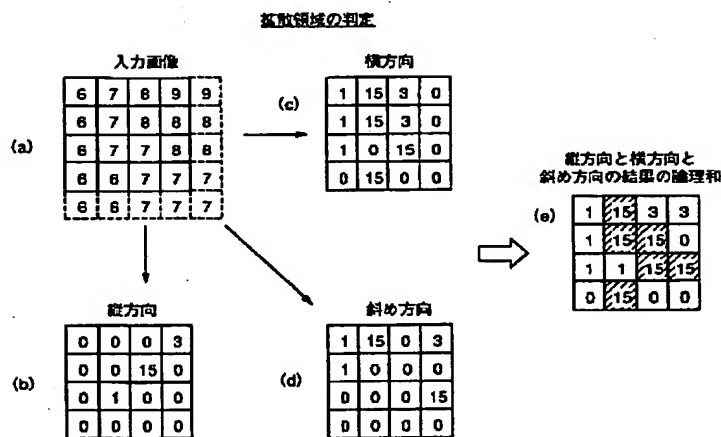 拡散領域の判定
入力画像
6 7 8 9 9
6 7 8 8 8
6 7 7 8 8
6 6 7 7 7
6 6 7 7 7
(a)
横方向
(c)
1 15 3 0
1 15 3 0
1 0 15 0
0 15 0 0
縦方向
(b)
0 0 0 3
0 0 15 0
0 1 0 0
0 0 0 0
斜め方向
(d)
1 15 0 3
1 0 0 0
0 0 0 15
0 0 0 0
縦方向と横方向と
斜め方向の結果の論理和
(e)
1 15 3 3
1 15 15 0
1 1 15 15
0 15 0 0